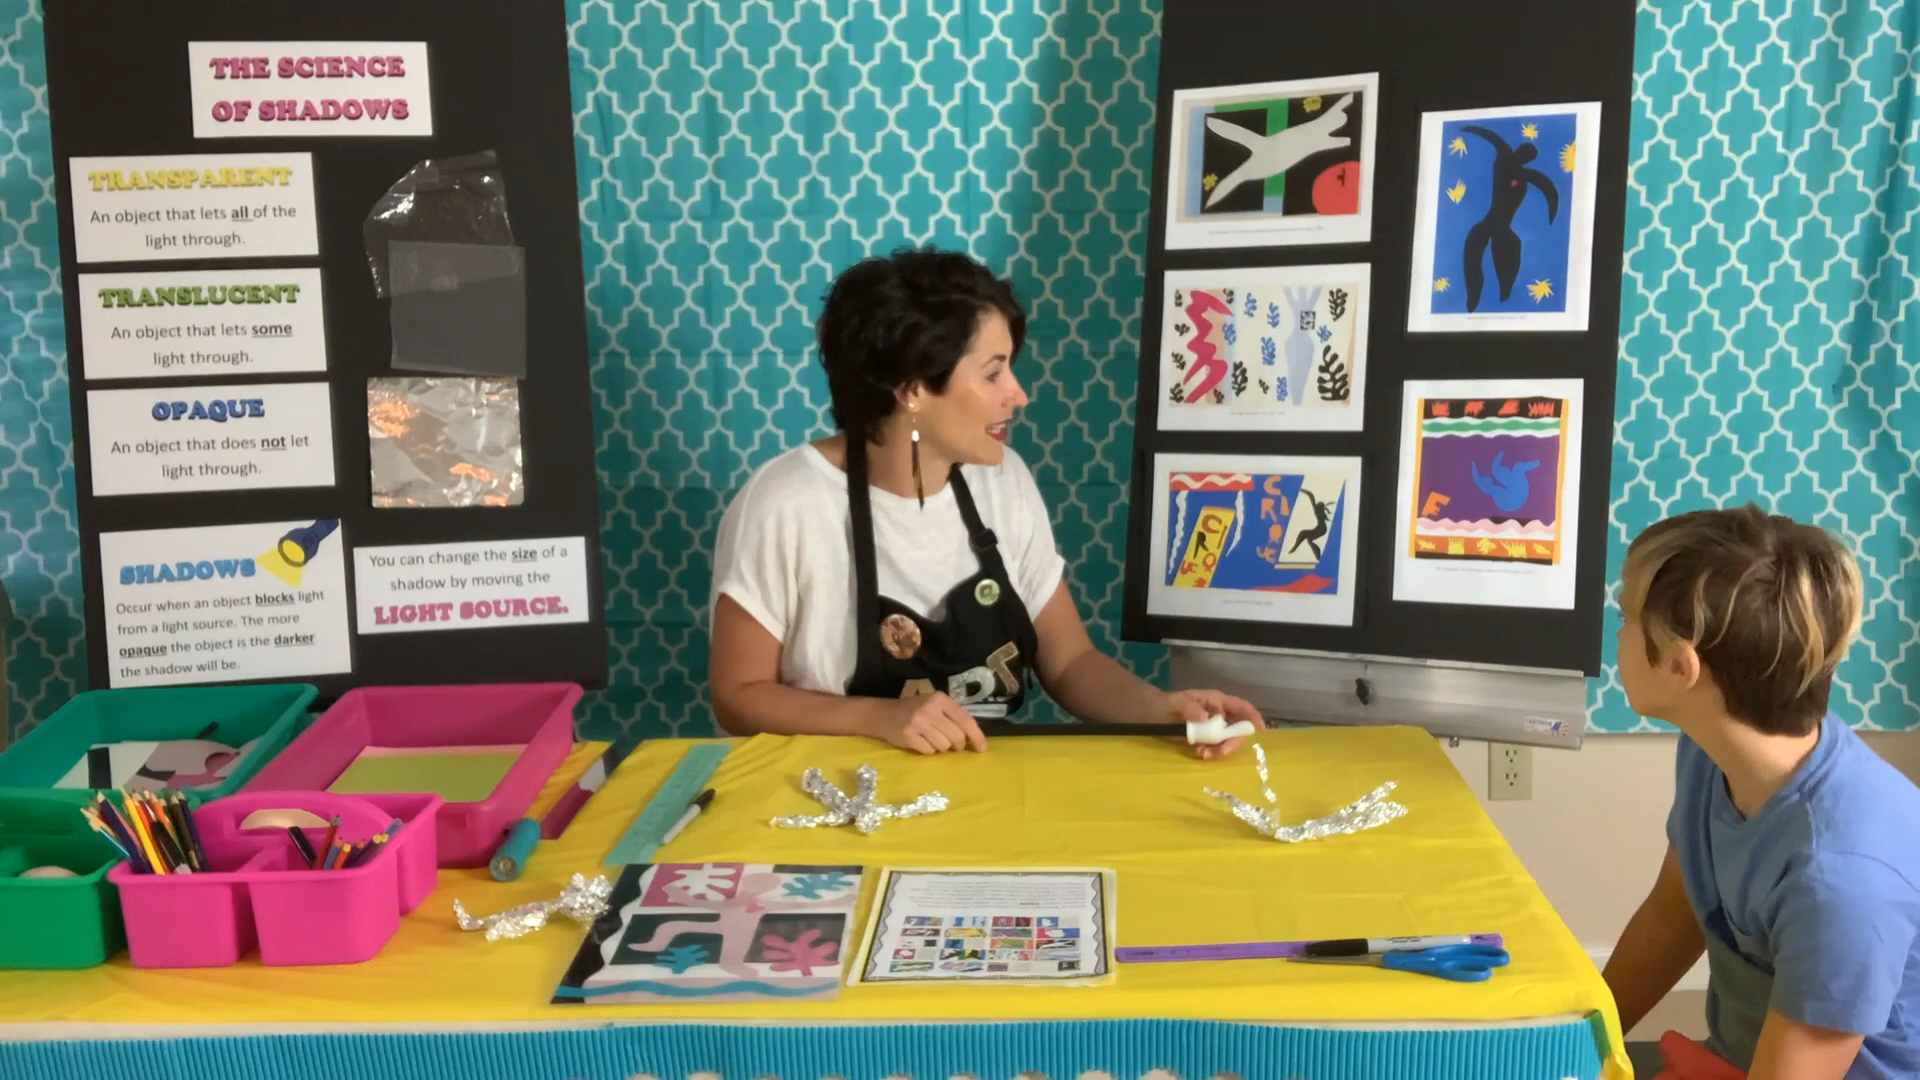 THE SCIENCE
OF SHADOWS
TRANSPARENT
An object that lets all of the
light through.
TRANSLUCENT
An object that lets some
light through.
OPAQUE
An object that does not let
light through.
SHADOWS
Occur when an object blocks light
from a light source. The more
opaque the object is the darker
the shadow will be.
You can change the size of a
shadow by moving the
LIGHT SOURCE.
ART
CIRQUE
CIRQUE